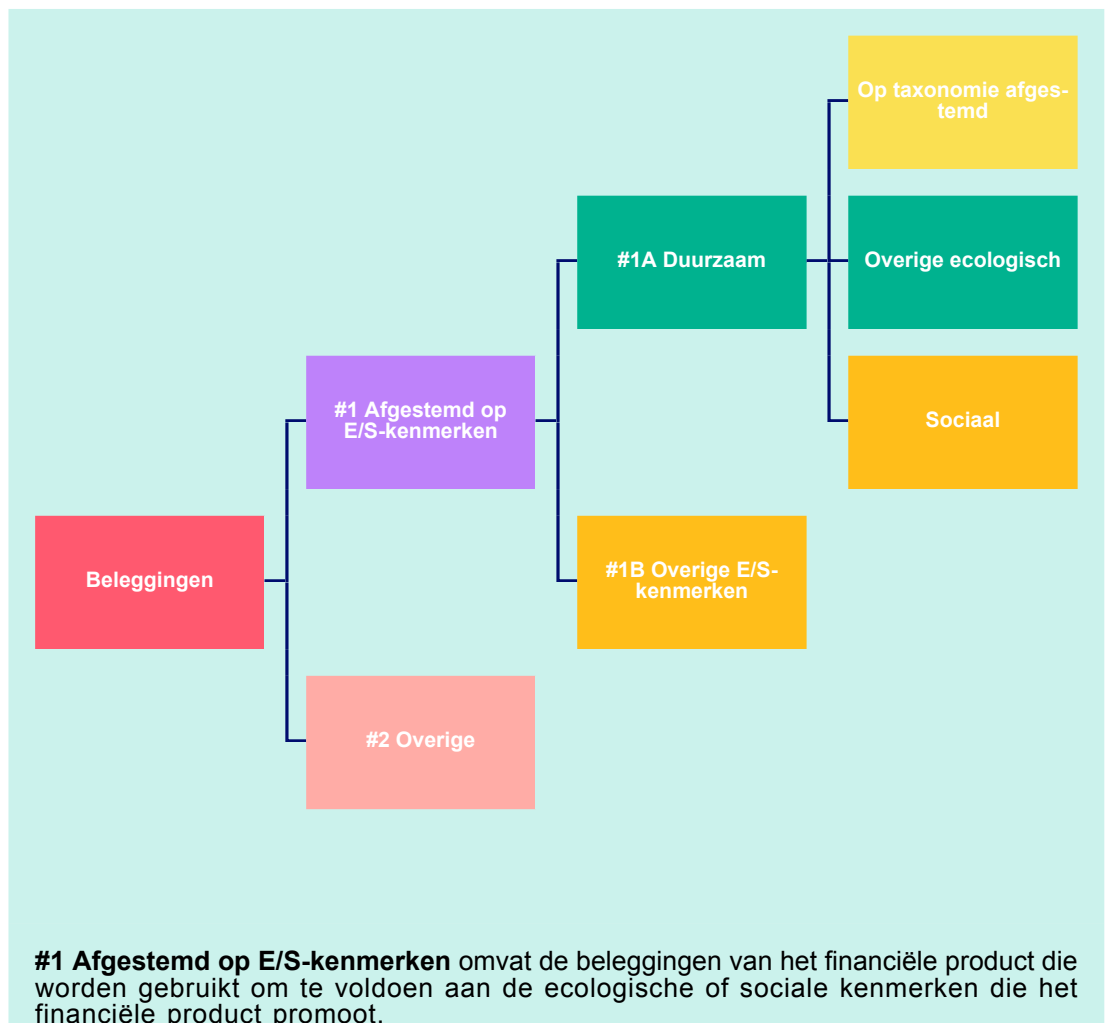 Op taxonomie afges-
temd
#1A Duurzaam
Overige ecologisch
#1 Afgestemd op
E/S-kenmerken
Sociaal
Beleggingen
#1B Overige E/S-
kenmerken
#2 Overige
#1 Afgestemd op E/S-kenmerken omvat de beleggingen van het financiële product die
worden gebruikt om te voldoen aan de ecologische of sociale kenmerken die het
financiële product promoot.